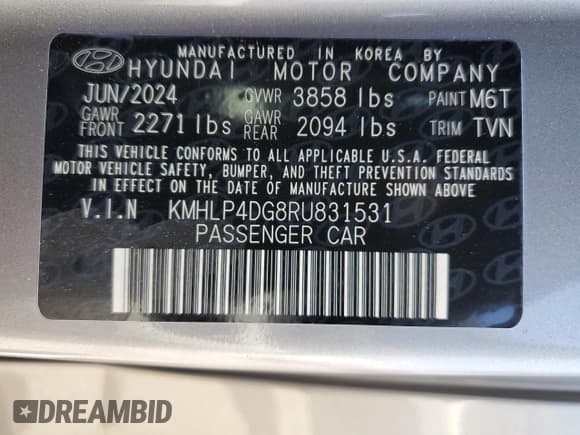 MANUFACTURED IN KOREA BY
HYUNDAI MOTOR COMPANY
JUN/2024 GVWR 3858 lbs PAINT M6T
GAWR FRONT 2271 lbs GAWR REAR 2094 lbs TRIM TVN
THIS VEHICLE CONFORMS TO ALL APPLICABLE U.S.A. FEDERAL
MOTOR VEHICLE SAFETY, BUMPER, AND THEFT PREVENTION STANDARDS
IN EFFECT ON THE DATE OF MANUFACTURE SHOWN ABOVE
V.I.N KMHLP4DG8RU831531
PASSENGER CAR
DREAMBID